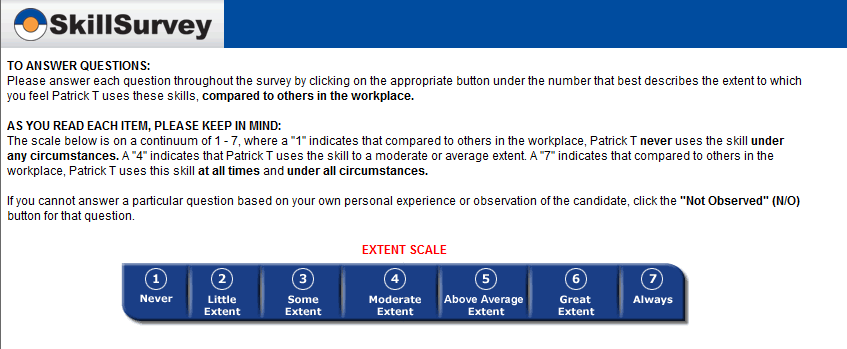 SkillSurvey
TO ANSWER QUESTIONS:
Please answer each question throughout the survey by clicking on the appropriate button under the number that best describes the extent to which
you feel Patrick T uses these skills, compared to others in the workplace.
AS YOU READ EACH ITEM, PLEASE KEEP IN MIND:
The scale below is on a continuum of 1 - 7, where a "1" indicates that compared to others in the workplace, Patrick T never uses the skill under
any circumstances. A "4" indicates that Patrick T uses the skill to a moderate or average extent. A "7" indicates that compared to others in the
workplace, Patrick T uses this skill at all times and under all circumstances.
If you cannot answer a particular question based on your own personal experience or observation of the candidate, click the "Not Observed" (N/O)
button for that question.
EXTENT SCALE
1 2 3 4 5 6 7
Never Little Some Moderate Above Average Great Always
Extent Extent Extent Extent Extent